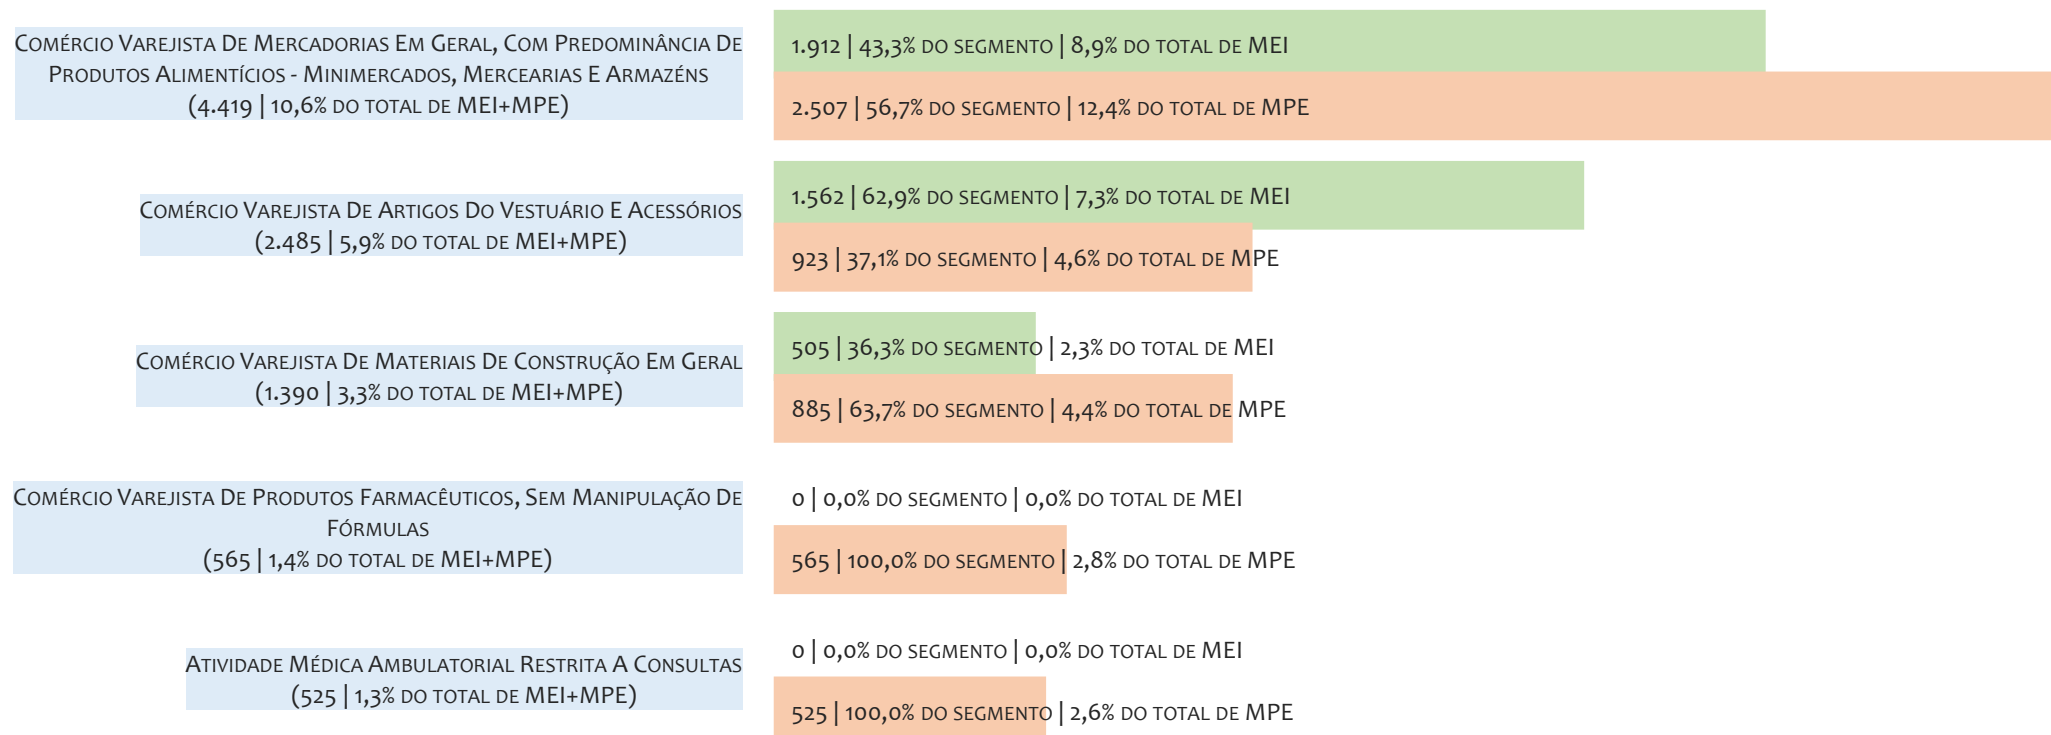 Comércio Varejista De Mercadorias Em Geral, Com Predominância De
Produtos Alimentícios - Minimercados, Mercearias E Armazéns
(4.419 | 10,6% do total de MEI+MPE)
1.912 | 43,3% do segmento | 8,9% do total de MEI
2.507 | 56,7% do segmento | 12,4% do total de MPE
Comércio Varejista De Artigos Do Vestuário E Acessórios
(2.485 | 5,9% do total de MEI+MPE)
1.562 | 62,9% do segmento | 7,3% do total de MEI
923 | 37,1% do segmento | 4,6% do total de MPE
Comércio Varejista De Materiais De Construção Em Geral
(1.390 | 3,3% do total de MEI+MPE)
505 | 36,3% do segmento | 2,3% do total de MEI
885 | 63,7% do segmento | 4,4% do total de MPE
Comércio Varejista De Produtos Farmacêuticos, Sem Manipulação De
Fórmulas
(565 | 1,4% do total de MEI+MPE)
0 | 0,0% do segmento | 0,0% do total de MEI
565 | 100,0% do segmento | 2,8% do total de MPE
Atividade Médica Ambulatorial Restrita A Consultas
(525 | 1,3% do total de MEI+MPE)
0 | 0,0% do segmento | 0,0% do total de MEI
525 | 100,0% do segmento | 2,6% do total de MPE